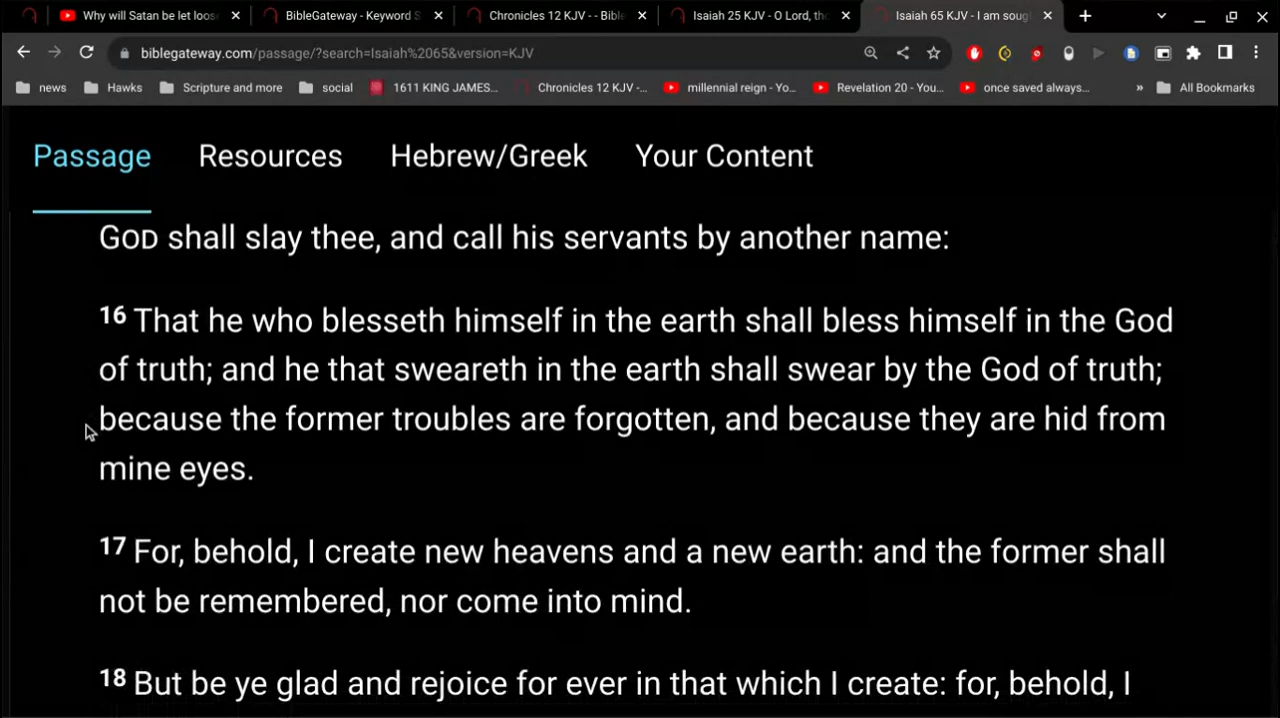 Why will Satan be let loos
BibleGateway - Keyword S
Chronicles 12 KJV - - Bible
Isaiah 25 KJV - O Lord, tho
Isaiah 65 KJV - I am soug
biblegateway.com/passage/?search=Isaiah%2065&version=KJV
news
Hawks
Scripture and more
social
1611 KING JAMES...
Chronicles 12 KJV -...
millennial reign - Yo...
Revelation 20 - You...
once saved always...
»
All Bookmarks
Passage
Resources
Hebrew/Greek
Your Content
GOD shall slay thee, and call his servants by another name:
16 That he who blesseth himself in the earth shall bless himself in the God
of truth; and he that sweareth in the earth shall swear by the God of truth;
because the former troubles are forgotten, and because they are hid from
mine eyes.
17 For, behold, I create new heavens and a new earth: and the former shall
not be remembered, nor come into mind.
18 But be ye glad and rejoice for ever in that which I create: for, behold, I